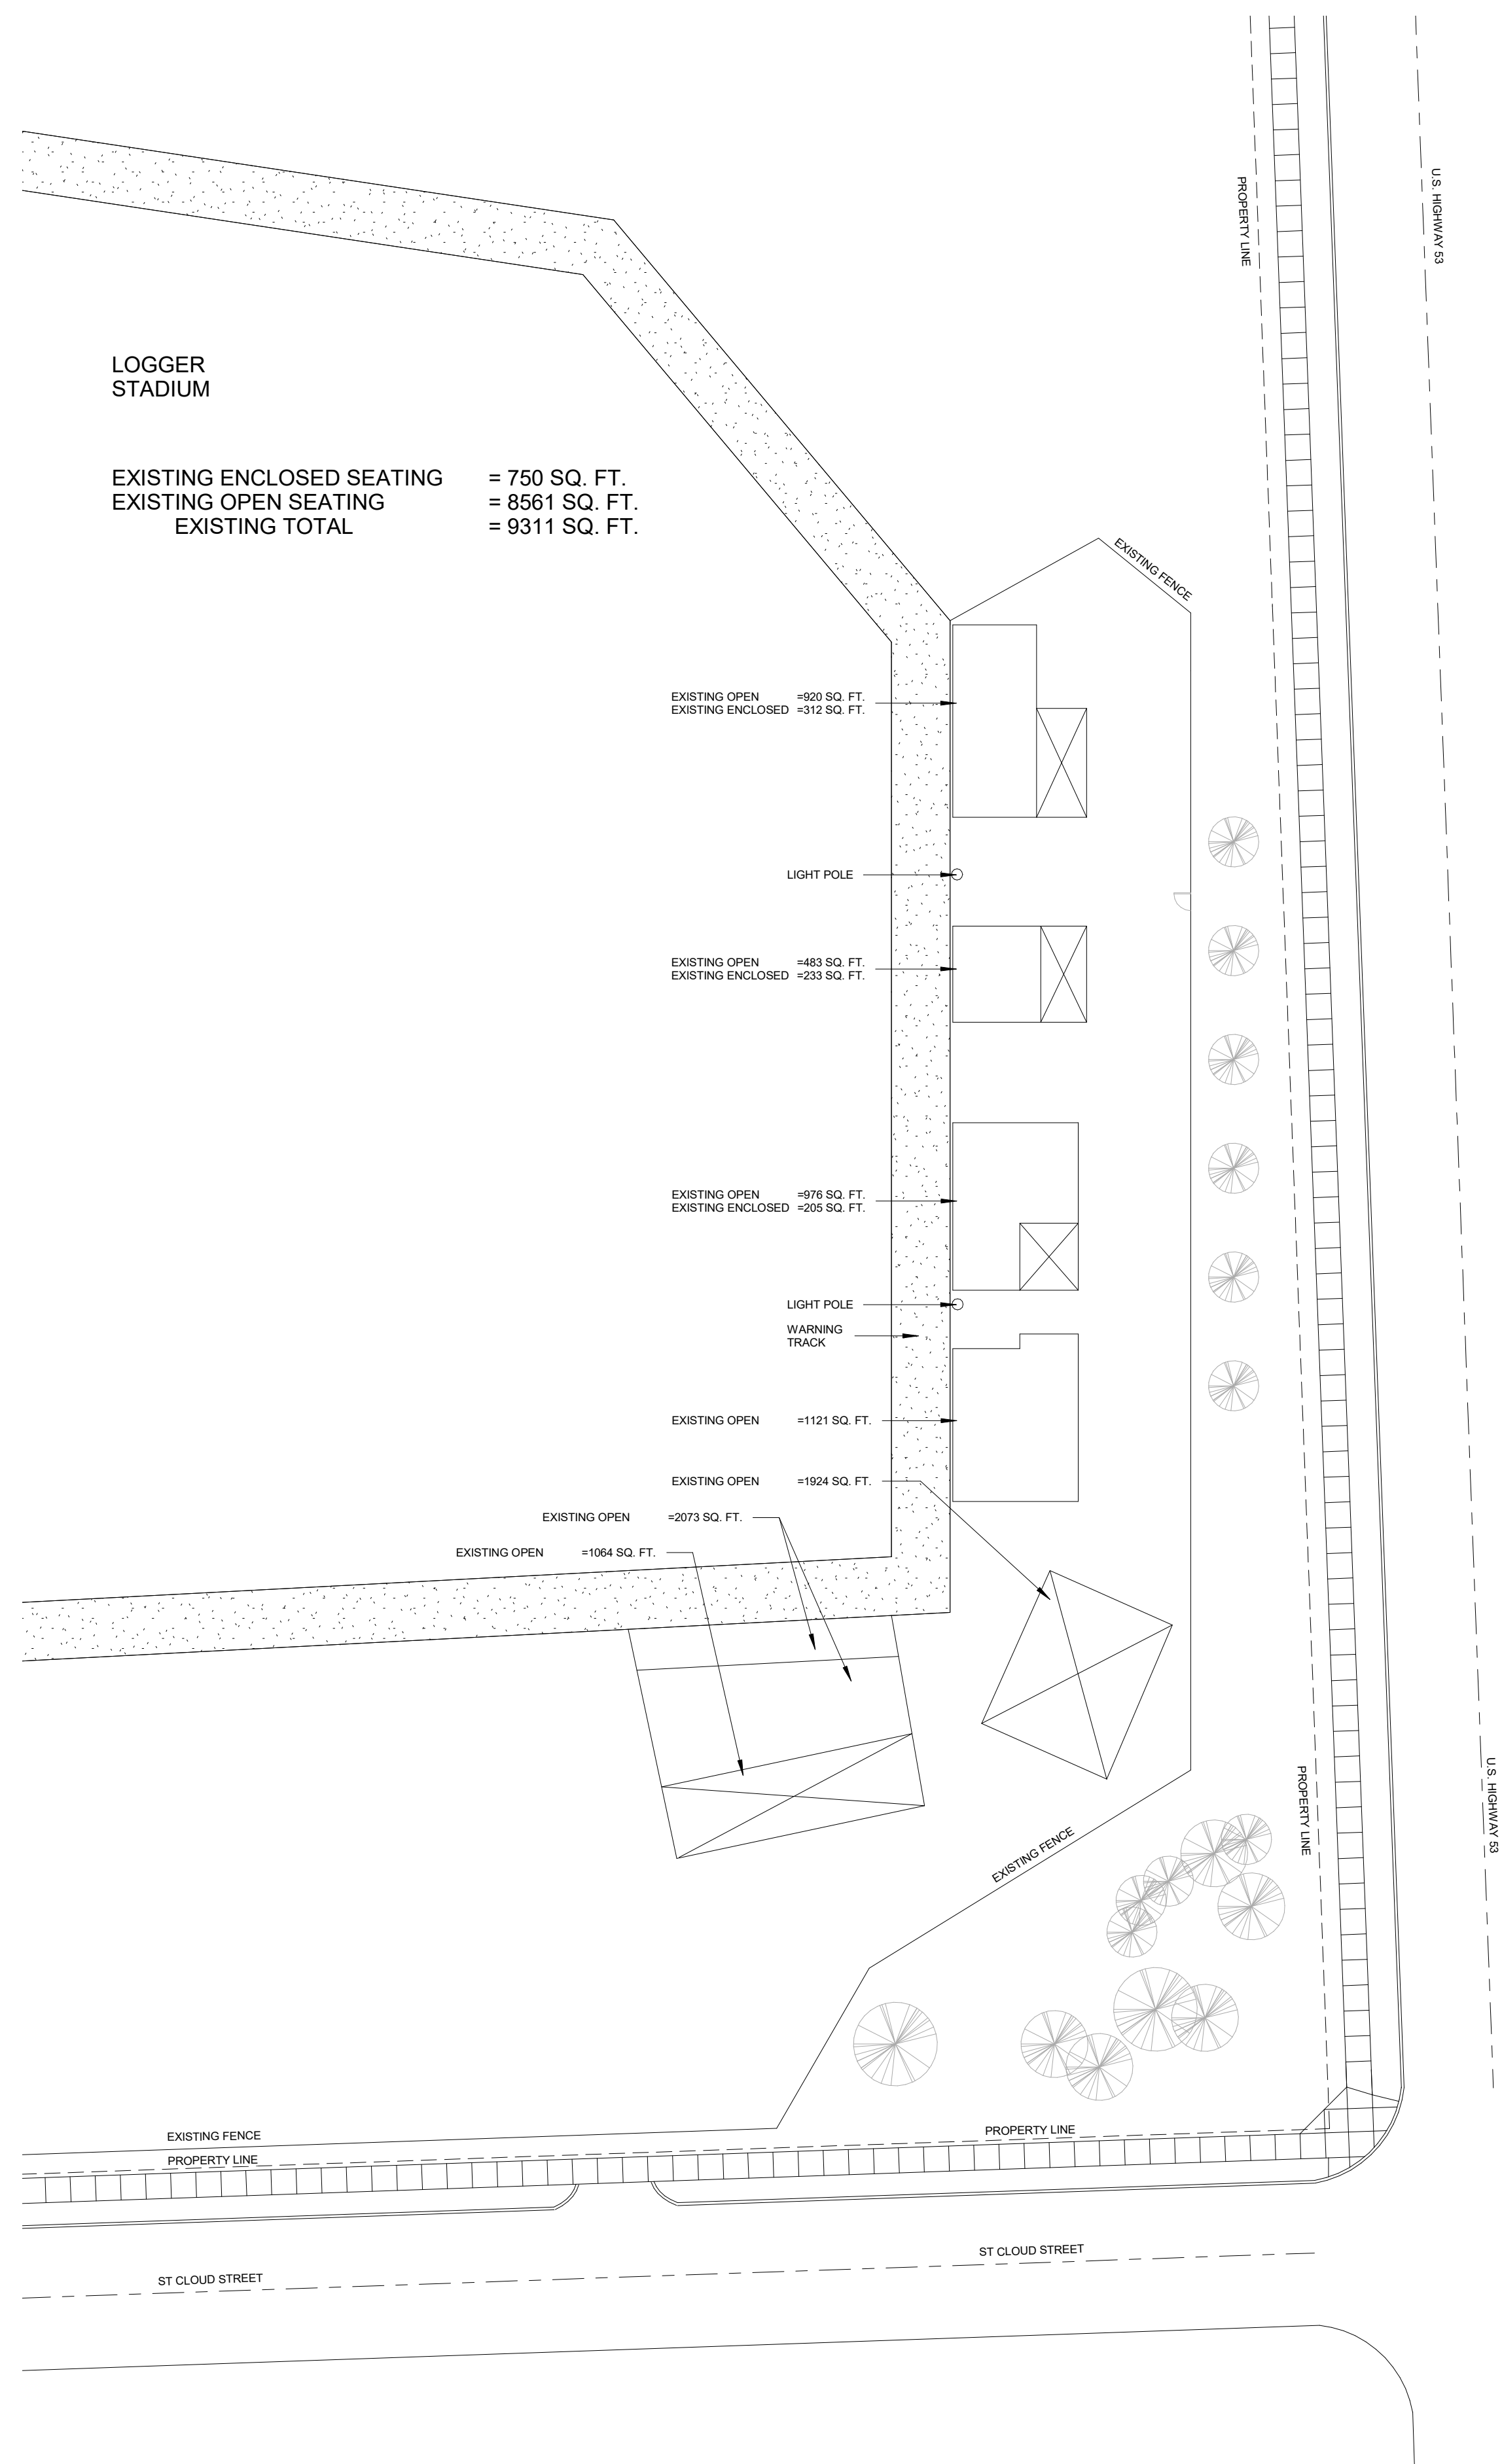 U.S. HIGHWAY 53
PROPERTY LINE
LOGGER
STADIUM
EXISTING ENCLOSED SEATING = 750 SQ. FT.
EXISTING OPEN SEATING = 8561 SQ. FT.
EXISTING TOTAL = 9311 SQ. FT.
EXISTING FENCE
EXISTING OPEN =920 SQ. FT.
EXISTING ENCLOSED =312 SQ. FT.
LIGHT POLE
EXISTING OPEN =483 SQ. FT.
EXISTING ENCLOSED =233 SQ. FT.
EXISTING OPEN =976 SQ. FT.
EXISTING ENCLOSED =205 SQ. FT.
LIGHT POLE
WARNING
TRACK
EXISTING OPEN =1121 SQ. FT.
EXISTING OPEN =1924 SQ. FT.
EXISTING OPEN =2073 SQ. FT.
EXISTING OPEN =1064 SQ. FT.
U.S. HIGHWAY 53
PROPERTY LINE
EXISTING FENCE
PROPERTY LINE
EXISTING FENCE
PROPERTY LINE
ST CLOUD STREET
ST CLOUD STREET